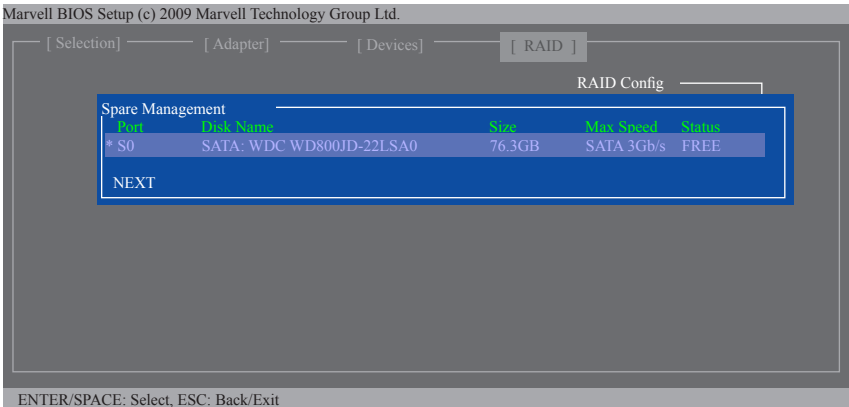 Marvell BIOS Setup (c) 2009 Marvell Technology Group Ltd.
[ Selection] [ Adapter] [ Devices] [ RAID ]
RAID Config
Spare Management
Port Disk Name Size Max Speed Status
* S0 SATA: WDC WD800JD-22LSA0 76.3GB SATA 3Gb/s FREE
NEXT
ENTER/SPACE: Select, ESC: Back/Exit